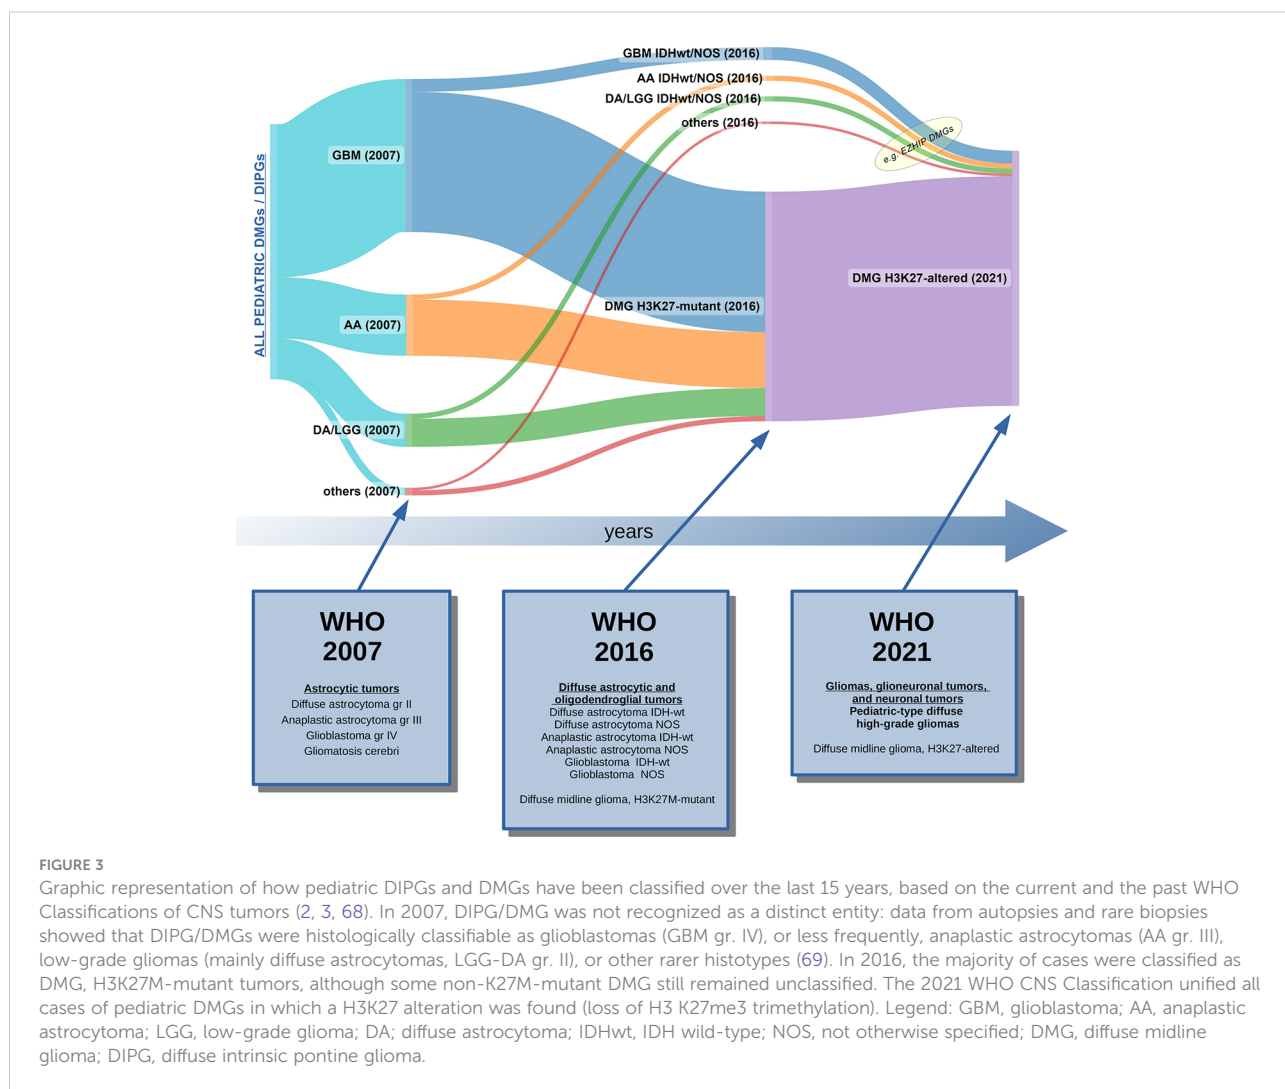 GBM IDHwt/NOS (2016)
AA IDHwt/NOS (2016)
DA/LGG IDHwt/NOS (2016)
others (2016)
e.g. EZHIP DMGs
ALL PEDIATRIC DMGs / DIPGs
GBM (2007)
DMG H3K27-altered (2021)
DMG H3K27-mutant (2016)
AA (2007)
DA/LGG (2007)
others (2007)
years
WHO
2007
Astrocytic tumors
Diffuse astrocytoma gr II
Anaplastic astrocytoma gr III
Glioblastoma gr IV
Gliomatosis cerebri
WHO
2016
Diffuse astrocytic and
oligodendroglial tumors
Diffuse astrocytoma IDH-wt
Diffuse astrocytoma NOS
Anaplastic astrocytoma IDH-wt
Anaplastic astrocytoma NOS
Glioblastoma IDH-wt
Glioblastoma NOS
Diffuse midline glioma, H3K27M-mutant
WHO
2021
Gliomas, glioneuronal tumors,
and neuronal tumors
Pediatric-type diffuse
high-grade gliomas
Diffuse midline glioma, H3K27-altered
FIGURE 3
Graphic representation of how pediatric DIPGs and DMGs have been classified over the last 15 years, based on the current and the past WHO
Classifications of CNS tumors (2, 3, 68). In 2007, DIPG/DMG was not recognized as a distinct entity: data from autopsies and rare biopsies
showed that DIPG/DMGs were histologically classifiable as glioblastomas (GBM gr. IV), or less frequently, anaplastic astrocytomas (AA gr. III),
low-grade gliomas (mainly diffuse astrocytomas, LGG-DA gr. II), or other rarer histotypes (69). In 2016, the majority of cases were classified as
DMG, H3K27M-mutant tumors, although some non-K27M-mutant DMG still remained unclassified. The 2021 WHO CNS Classification unified all
cases of pediatric DMGs in which a H3K27 alteration was found (loss of H3 K27me3 trimethylation). Legend: GBM, glioblastoma; AA, anaplastic
astrocytoma; LGG, low-grade glioma; DA; diffuse astrocytoma; IDHwt, IDH wild-type; NOS, not otherwise specified; DMG, diffuse midline
glioma; DIPG, diffuse intrinsic pontine glioma.